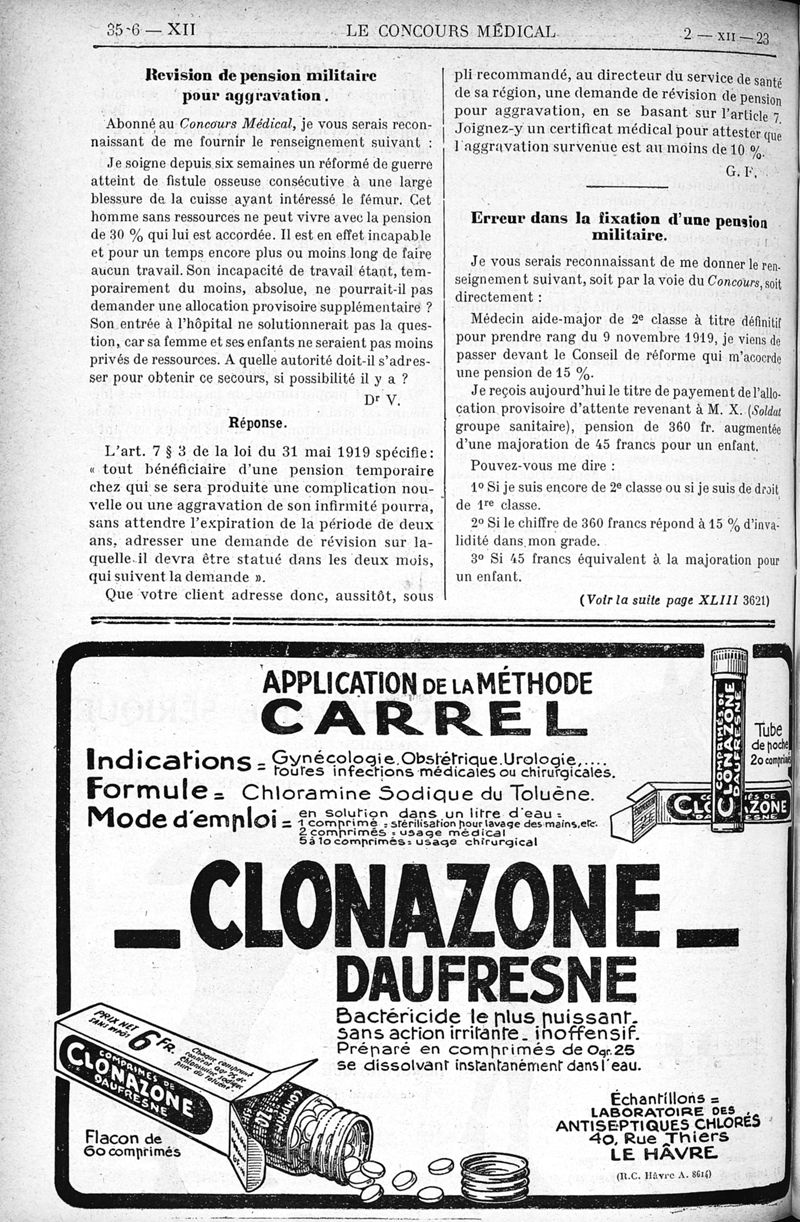 35-6 — XII
LE CONCOURS MÉDICAL
2 — XII — 23
Revision de pension militaire
pour aggravation.
Abonné au Concours Médical, je vous serais recon-
naissant de me fournir le renseignement suivant :
Je soigne depuis six semaines un réformé de guerre
atteint de fistule osseuse consécutive à une large
blessure de la cuisse ayant intéressé le fémur. Cet
homme sans ressources ne peut vivre avec la pension
de 30 % qui lui est accordée. Il est en effet incapable
et pour un temps encore plus ou moins long de faire
aucun travail. Son incapacité de travail étant, tem-
porairement du moins, absolue, ne pourrait-il pas
demander une allocation provisoire supplémentaire ?
Son entrée à l'hôpital ne solutionnerait pas la ques-
tion, car sa femme et ses enfants ne seraient pas moins
privés de ressources. A quelle autorité doit-il s'adres-
ser pour obtenir ce secours, si possibilité il y a ?
Dr V.
Réponse.
L'art. 7 § 3 de la loi du 31 mai 1919 spécifie:
« tout bénéficiaire d'une pension temporaire
chez qui se sera produite une complication nou-
velle ou une aggravation de son infirmité pourra,
sans attendre l'expiration de la période de deux
ans, adresser une demande de révision sur la-
quelle il devra être statué dans les deux mois,
qui suivent la demande ».
Que votre client adresse donc, aussitôt, sous
pli recommandé, au directeur du service de santé
de sa région, une demande de révision de pension
pour aggravation, en se basant sur l'article 7.
Joignez-y un certificat médical pour attester que
l'aggravation survenue est au moins de 10 %.
G. F.
Erreur dans la fixation d'une pension
militaire.
Je vous serais reconnaissant de me donner le ren-
seignement suivant, soit par la voie du Concours, soit
directement :
Médecin aide-major de 2e classe à titre définitif
pour prendre rang du 9 novembre 1919, je viens de
passer devant le Conseil de réforme qui m'acocrde
une pension de 15 %.
Je reçois aujourd'hui le titre de payement de l'allo-
cation provisoire d'attente revenant à M. X. (Soldat
groupe sanitaire), pension de 360 fr. augmentée
d'une majoration de 45 francs pour un enfant.
Pouvez-vous me dire :
1o Si je suis encore de 2e classe ou si je suis de droit
de 1re classe.
2o Si le chiffre de 360 francs répond à 15 % d'inva-
lidité dans mon grade.
3o Si 45 francs équivalent à la majoration pour
un enfant.
(Voir la suite page XLIII 3621)
APPLICATION DE LA MÉTHODE
CARREL
Indications = Gynécologie. Obstétrique. Urologie,....
toutes infections médicales ou chirurgicales.
Formule = Chloramine Sodique du Toluène.
Mode d'emploi = en solution dans un litre d'eau :
1 comprimé : stérilisation pour lavage des mains, etc.
2 comprimés : usage médical
5 à 10 comprimés : usage chirurgical
COMPRIMÉS DE
CLONAZONE
DAUFRESNE
Tube
de poche
20 comprimés
CLONAZONE
DAUFRESNE
— CLONAZONE —
DAUFRESNE
Bactéricide le plus puissant.
sans action irritante. inoffensif.
Préparé en comprimés de 0gr.25
se dissolvant instantanément dans l'eau.
PRIX NET
SANS IMPÔT
6 FR.
COMPRIMÉS DE
CLONAZONE
DAUFRESNE
Flacon de
60 comprimés
Échantillons =
LABORATOIRE DES
ANTISEPTIQUES CHLORÉS
40, Rue Thiers
LE HÂVRE
(R.C. Hâvre A. 8614)